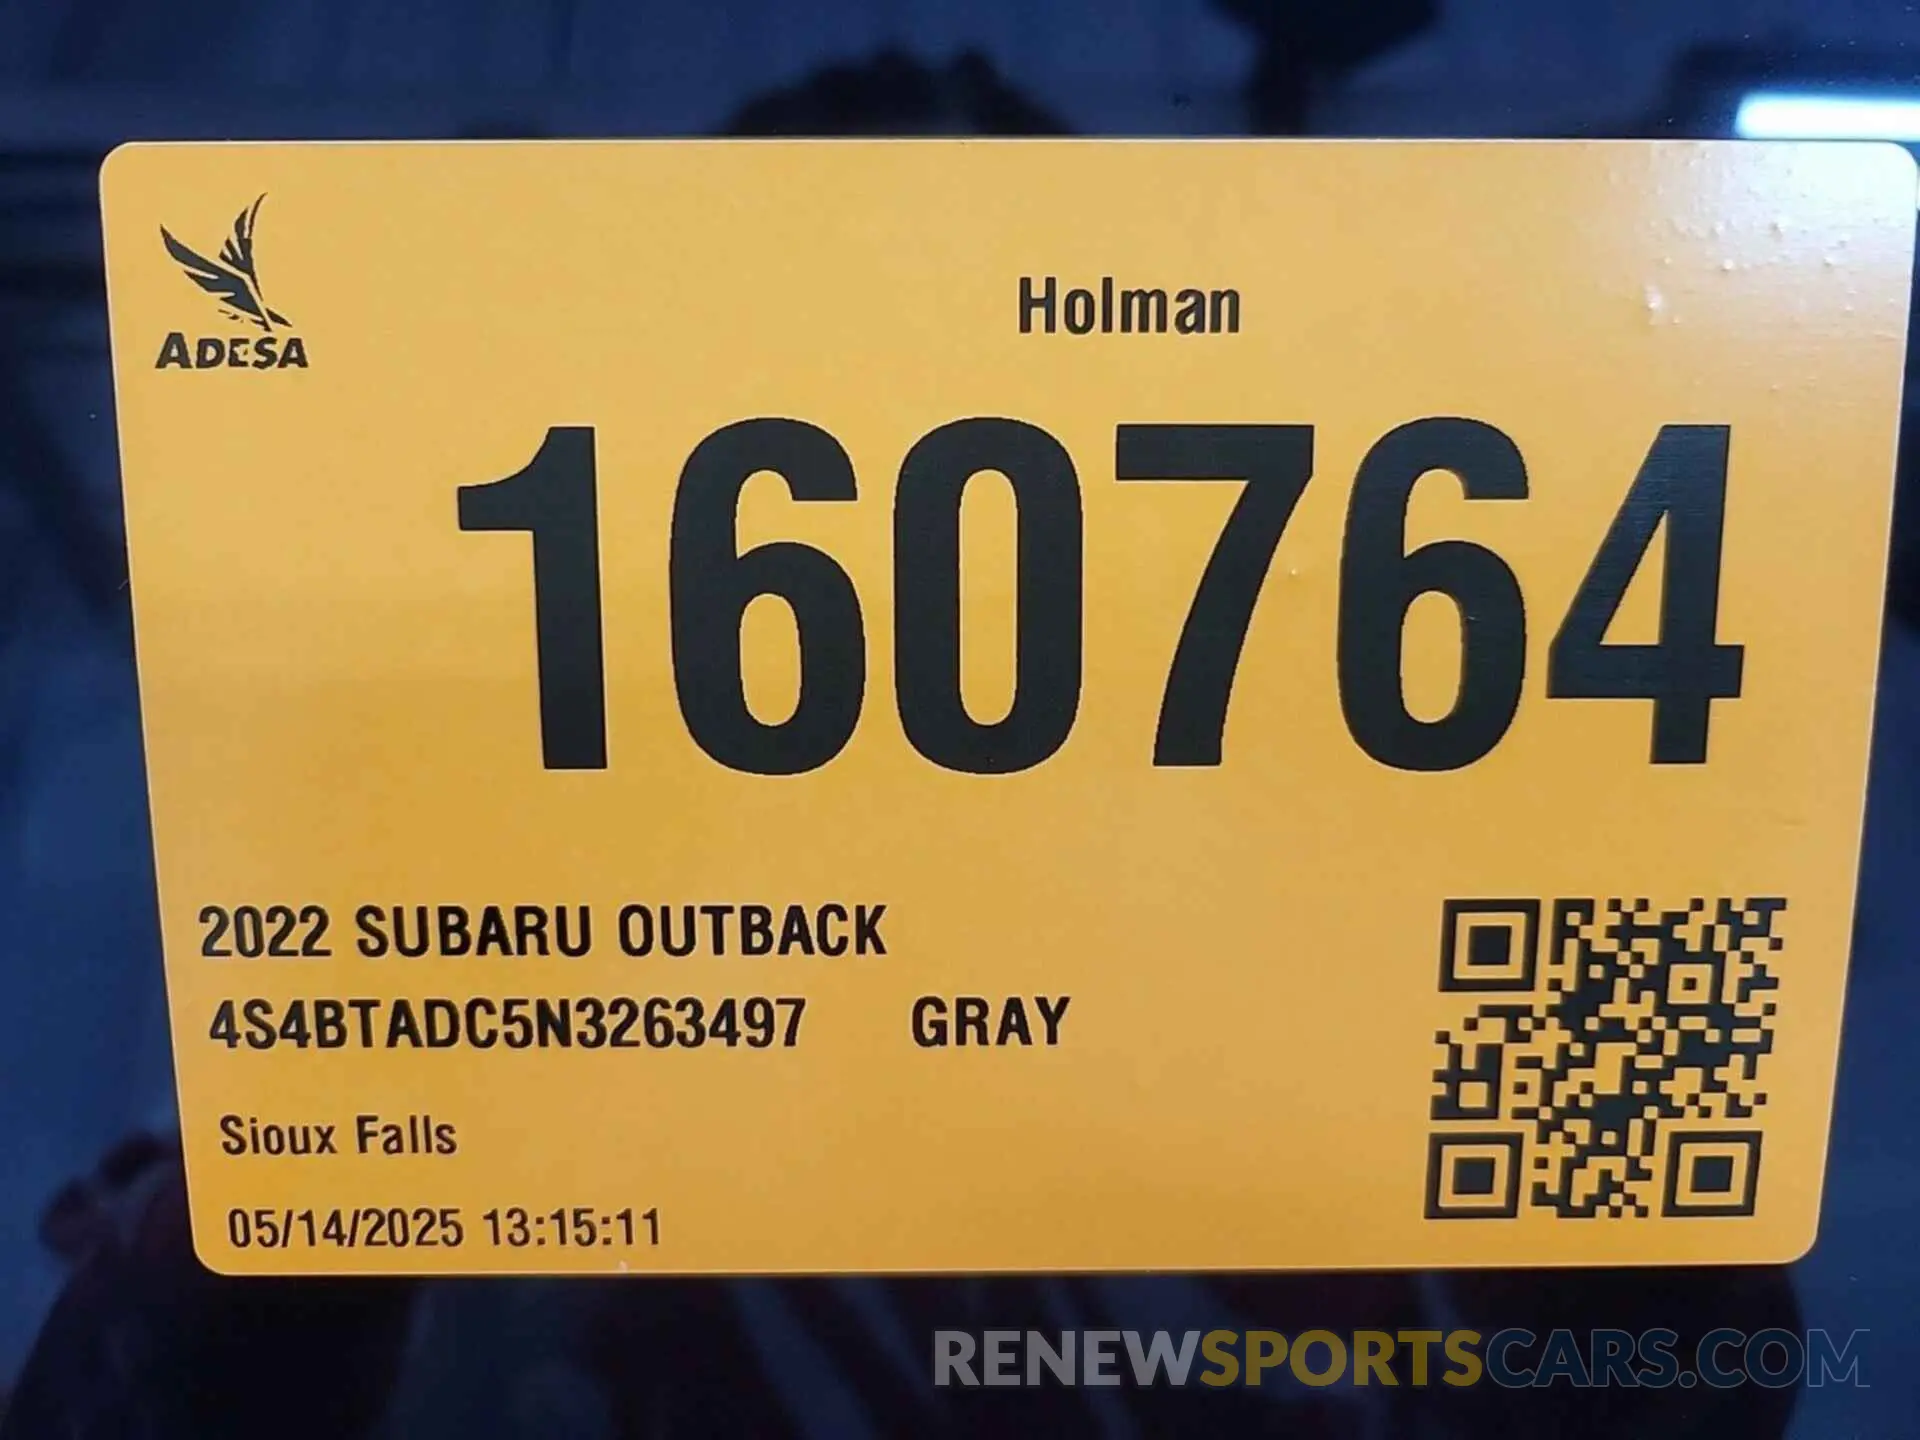 ADESA
Holman
160764
2022 SUBARU OUTBACK
4S4BTADC5N3263497 GRAY
Sioux Falls
05/14/2025 13:15:11
RENEWSPORTSCARS.COM